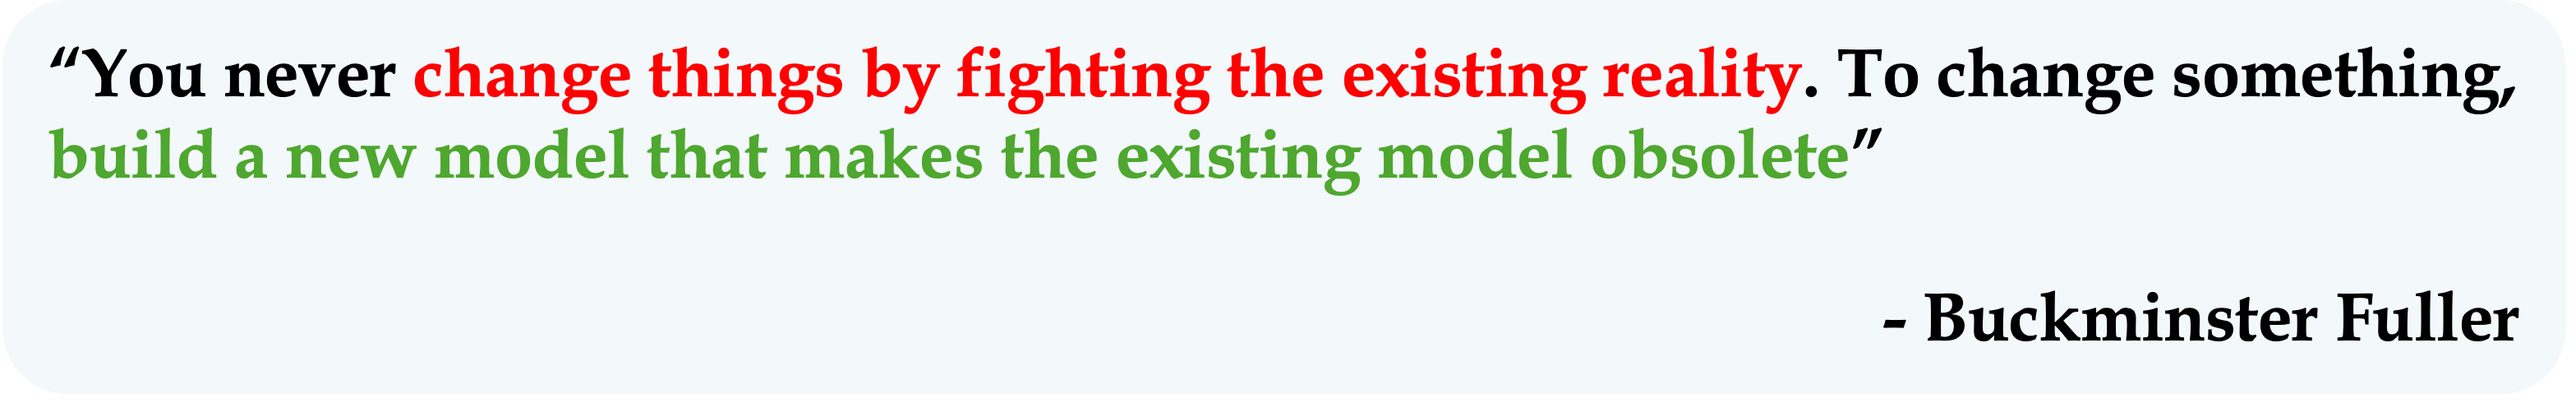 “You never change things by fighting the existing reality. To change something,
build a new model that makes the existing model obsolete”
- Buckminster Fuller